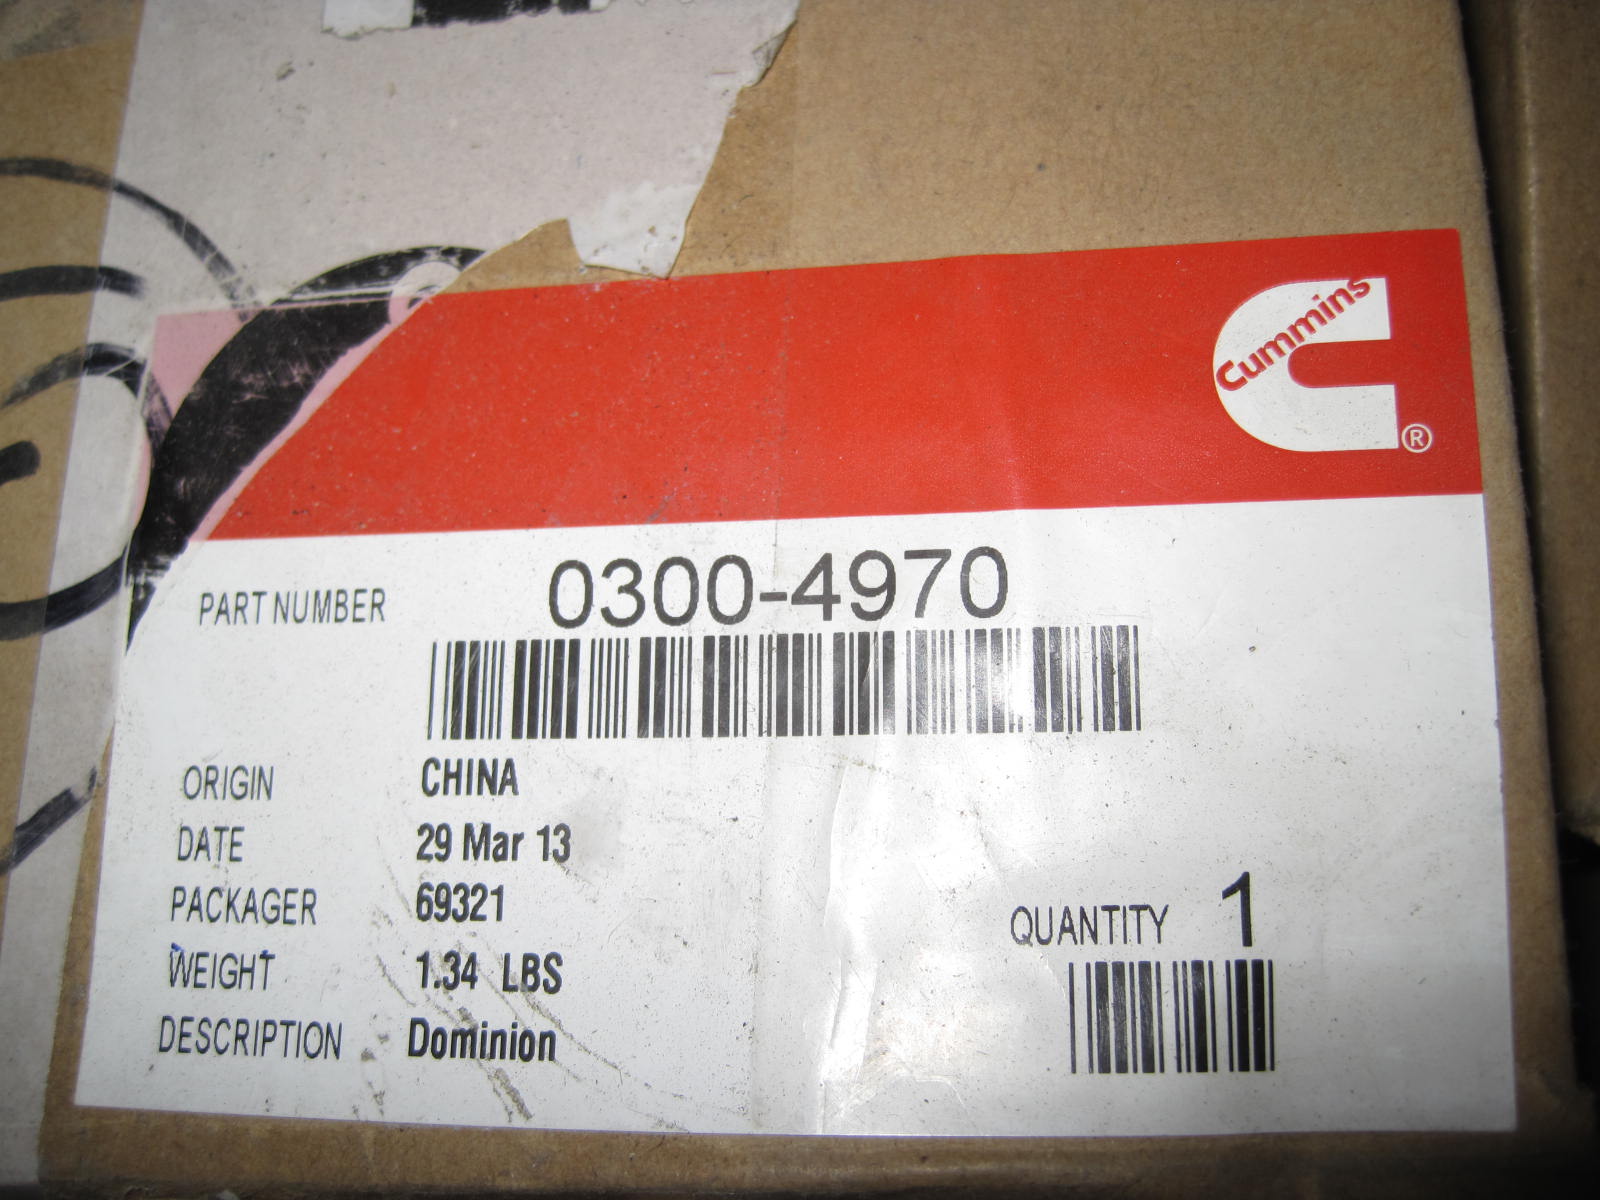 Cummins
®
PART NUMBER 0300-4970
ORIGIN CHINA
DATE 29 Mar 13
PACKAGER 69321
WEIGHT 1.34 LBS
DESCRIPTION Dominion
QUANTITY 1